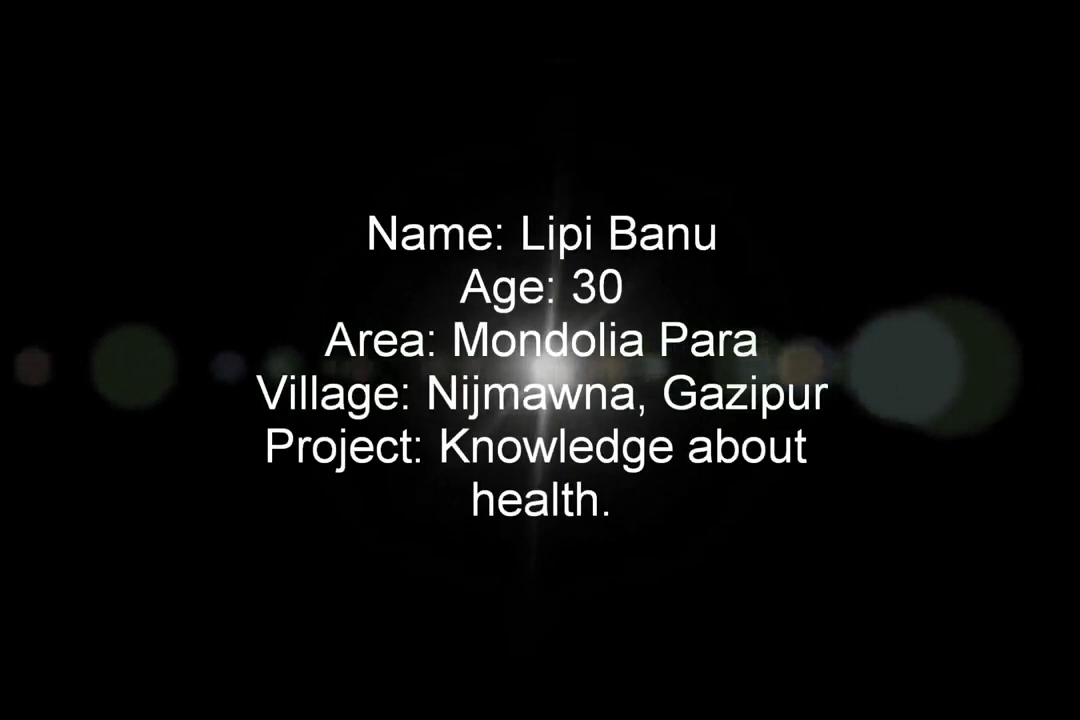 Name: Lipi Banu
Age: 30
Area: Mondolia Para
Village: Nijmawna, Gazipur
Project: Knowledge about
health.